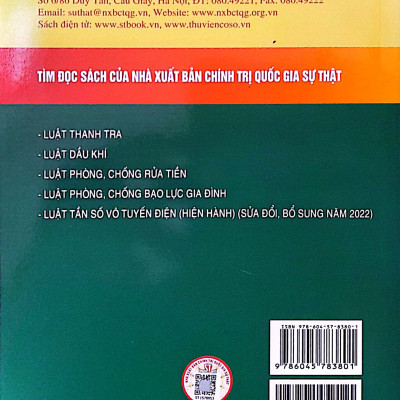 Số 6/86 Duy Tân, Cầu Giấy, Hà Nội, ĐT: 080.49221, Fax: 080.49222
Email: suthat@nxbctqg.vn, Website: www.nxbctqg.org.vn
Sách điện tử: www.stbook.vn, www.thuviencoso.vn
TÌM ĐỌC SÁCH CỦA NHÀ XUẤT BẢN CHÍNH TRỊ QUỐC GIA SỰ THẬT
- LUẬT THANH TRA
- LUẬT DẦU KHÍ
- LUẬT PHÒNG, CHỐNG RỬA TIỀN
- LUẬT PHÒNG, CHỐNG BẠO LỰC GIA ĐÌNH
- LUẬT TẦN SỐ VÔ TUYẾN ĐIỆN (HIỆN HÀNH) (SỬA ĐỔI, BỔ SUNG NĂM 2022)
ISBN 978-604-57-8380-1
9786045783801